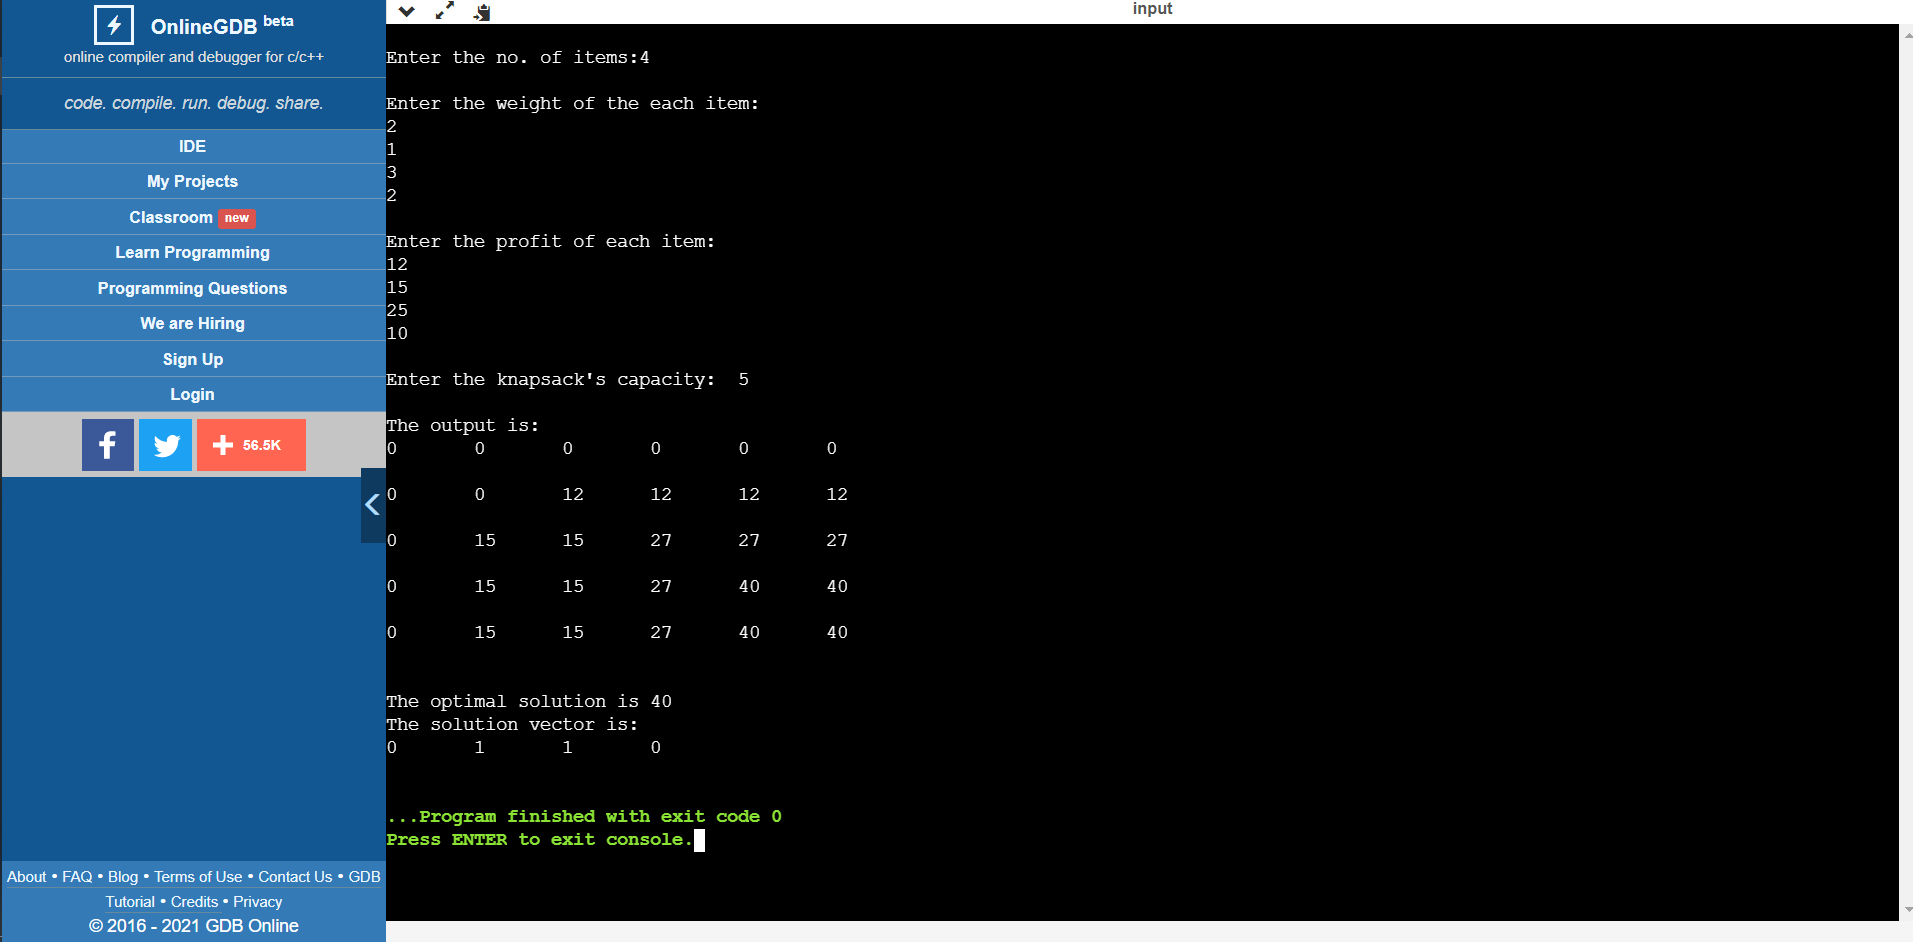 OnlineGDB beta
online compiler and debugger for c/c++
code. compile. run. debug. share.
IDE
My Projects
Classroom new
Learn Programming
Programming Questions
We are Hiring
Sign Up
Login
f
+ 56.5K
About • FAQ • Blog • Terms of Use • Contact Us • GDB
Tutorial • Credits • Privacy
© 2016 - 2021 GDB Online
input
Enter the no. of items:4
Enter the weight of the each item:
2
1
3
2
Enter the profit of each item:
12
15
25
10
Enter the knapsack's capacity:  5
The output is:
0 0 0 0 0 0
0 0 12 12 12 12
0 15 15 27 27 27
0 15 15 27 40 40
0 15 15 27 40 40
The optimal solution is 40
The solution vector is:
0 1 1 0
...Program finished with exit code 0
Press ENTER to exit console.